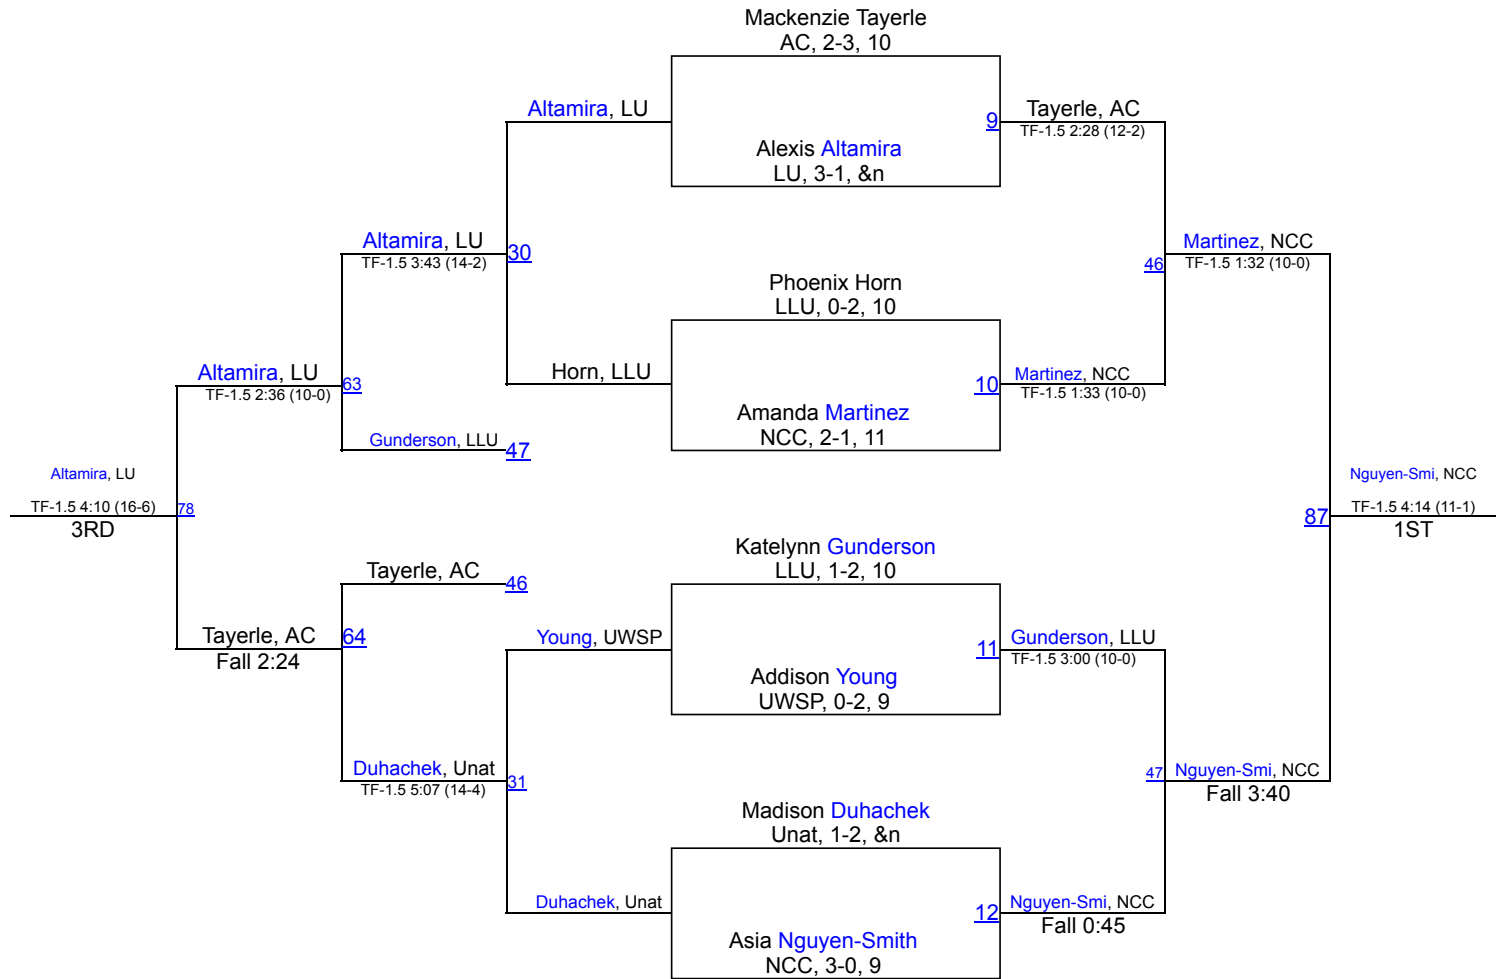 Mackenzie Tayerle
AC, 2-3, 10
Altamira, LU
9
Tayerle, AC
TF-1.5 2:28 (12-2)
Alexis Altamira
LU, 3-1, &n
Altamira, LU
TF-1.5 3:43 (14-2)
30
46
Martinez, NCC
TF-1.5 1:32 (10-0)
Phoenix Horn
LLU, 0-2, 10
Altamira, LU
TF-1.5 2:36 (10-0)
63
Horn, LLU
10
Martinez, NCC
TF-1.5 1:33 (10-0)
Amanda Martinez
NCC, 2-1, 11
Gunderson, LLU
47
Altamira, LU
TF-1.5 4:10 (16-6)
3RD
78
87
Nguyen-Smi, NCC
TF-1.5 4:14 (11-1)
1ST
Katelynn Gunderson
LLU, 1-2, 10
Tayerle, AC
46
Tayerle, AC
Fall 2:24
64
Young, UWSP
11
Gunderson, LLU
TF-1.5 3:00 (10-0)
Addison Young
UWSP, 0-2, 9
Duhachek, Unat
TF-1.5 5:07 (14-4)
31
47
Nguyen-Smi, NCC
Fall 3:40
Madison Duhachek
Unat, 1-2, &n
Duhachek, Unat
12
Nguyen-Smi, NCC
Fall 0:45
Asia Nguyen-Smith
NCC, 3-0, 9